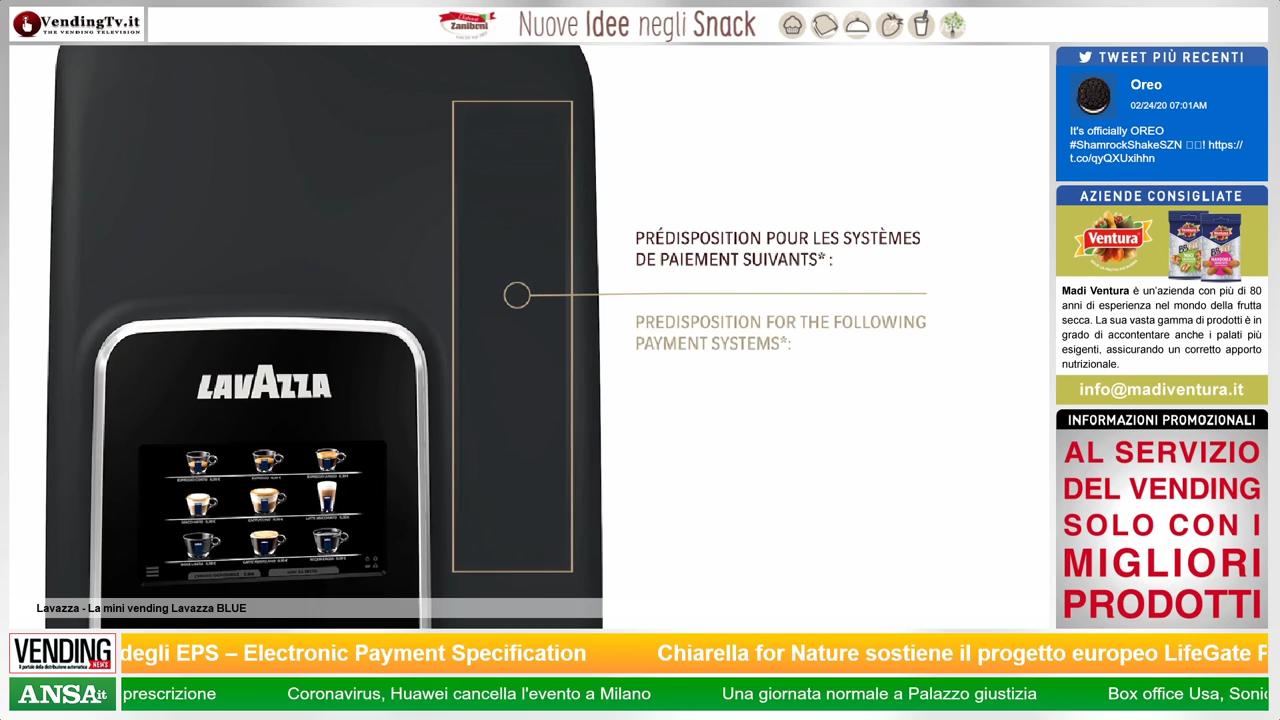 VendingTv.it
THE VENDING TELEVISION
Zaniboni
Nuove Idee negli Snack
PRÉDISPOSITION POUR LES SYSTÈMES
DE PAIEMENT SUIVANTS* :
PREDISPOSITION FOR THE FOLLOWING
PAYMENT SYSTEMS*:
LAVAZZA
Lavazza - La mini vending Lavazza BLUE
TWEET PIÙ RECENTI
Oreo
02/24/20 07:01AM
It's officially OREO
#ShamrockShakeSZN ! https://
t.co/qyQXUxihhn
AZIENDE CONSIGLIATE
Ventura
Madi Ventura è un'azienda con più di 80
anni di esperienza nel mondo della frutta
secca. La sua vasta gamma di prodotti è in
grado di accontentare anche i palati più
esigenti, assicurando un corretto apporto
nutrizionale.
info@madiventura.it
INFORMAZIONI PROMOZIONALI
AL SERVIZIO
DEL VENDING
SOLO CON I
MIGLIORI
PRODOTTI
VENDING
NEWS
Il portale della distribuzione automatica
degli EPS – Electronic Payment Specification Chiarella for Nature sostiene il progetto europeo LifeGate P
ANSA.it
prescrizione Coronavirus, Huawei cancella l'evento a Milano Una giornata normale a Palazzo giustizia Box office Usa, Sonic